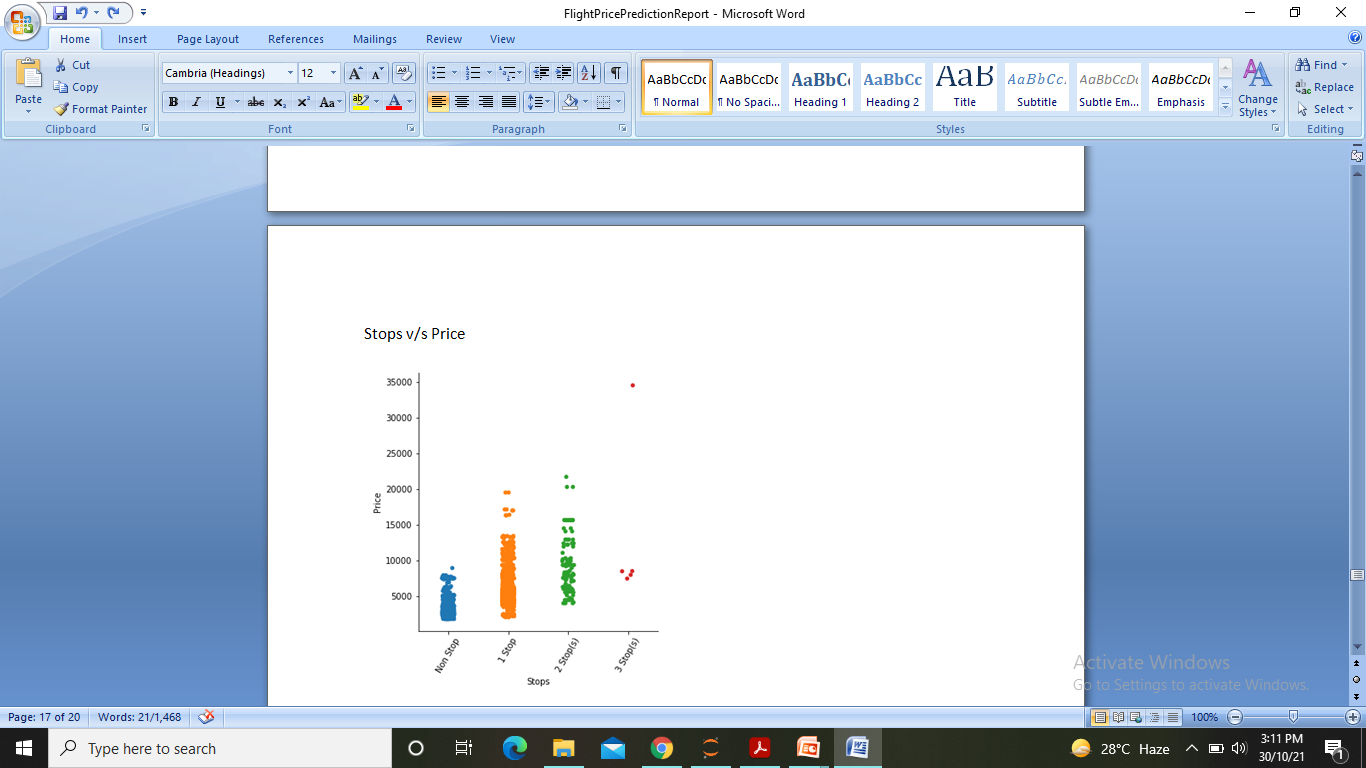 FlightPricePredictionReport - Microsoft Word
Home Insert Page Layout References Mailings Review View
Paste
Cut
Copy
Format Painter
Clipboard
Cambria (Headings) 12
B I U abc x₂ x² Aa
Font
Paragraph
AaBbCcDc AaBbCcDc AaBbC AaBbCc AaB AaBbCc. AaBbCcDc AaBbCcDc
¶ Normal ¶ No Spaci... Heading 1 Heading 2 Title Subtitle Subtle Em... Emphasis
Change Styles
Styles
Find
Replace
Select
Editing
Stops v/s Price
35000
30000
25000
20000
15000
10000
5000
Price
Non Stop 1 Stop 2 Stop(s) 3 Stop(s)
Stops
Activate Windows
Go to Settings to activate Windows.
Page: 17 of 20 Words: 21/1,468 100%
Type here to search
28°C Haze
3:11 PM
30/10/21
1